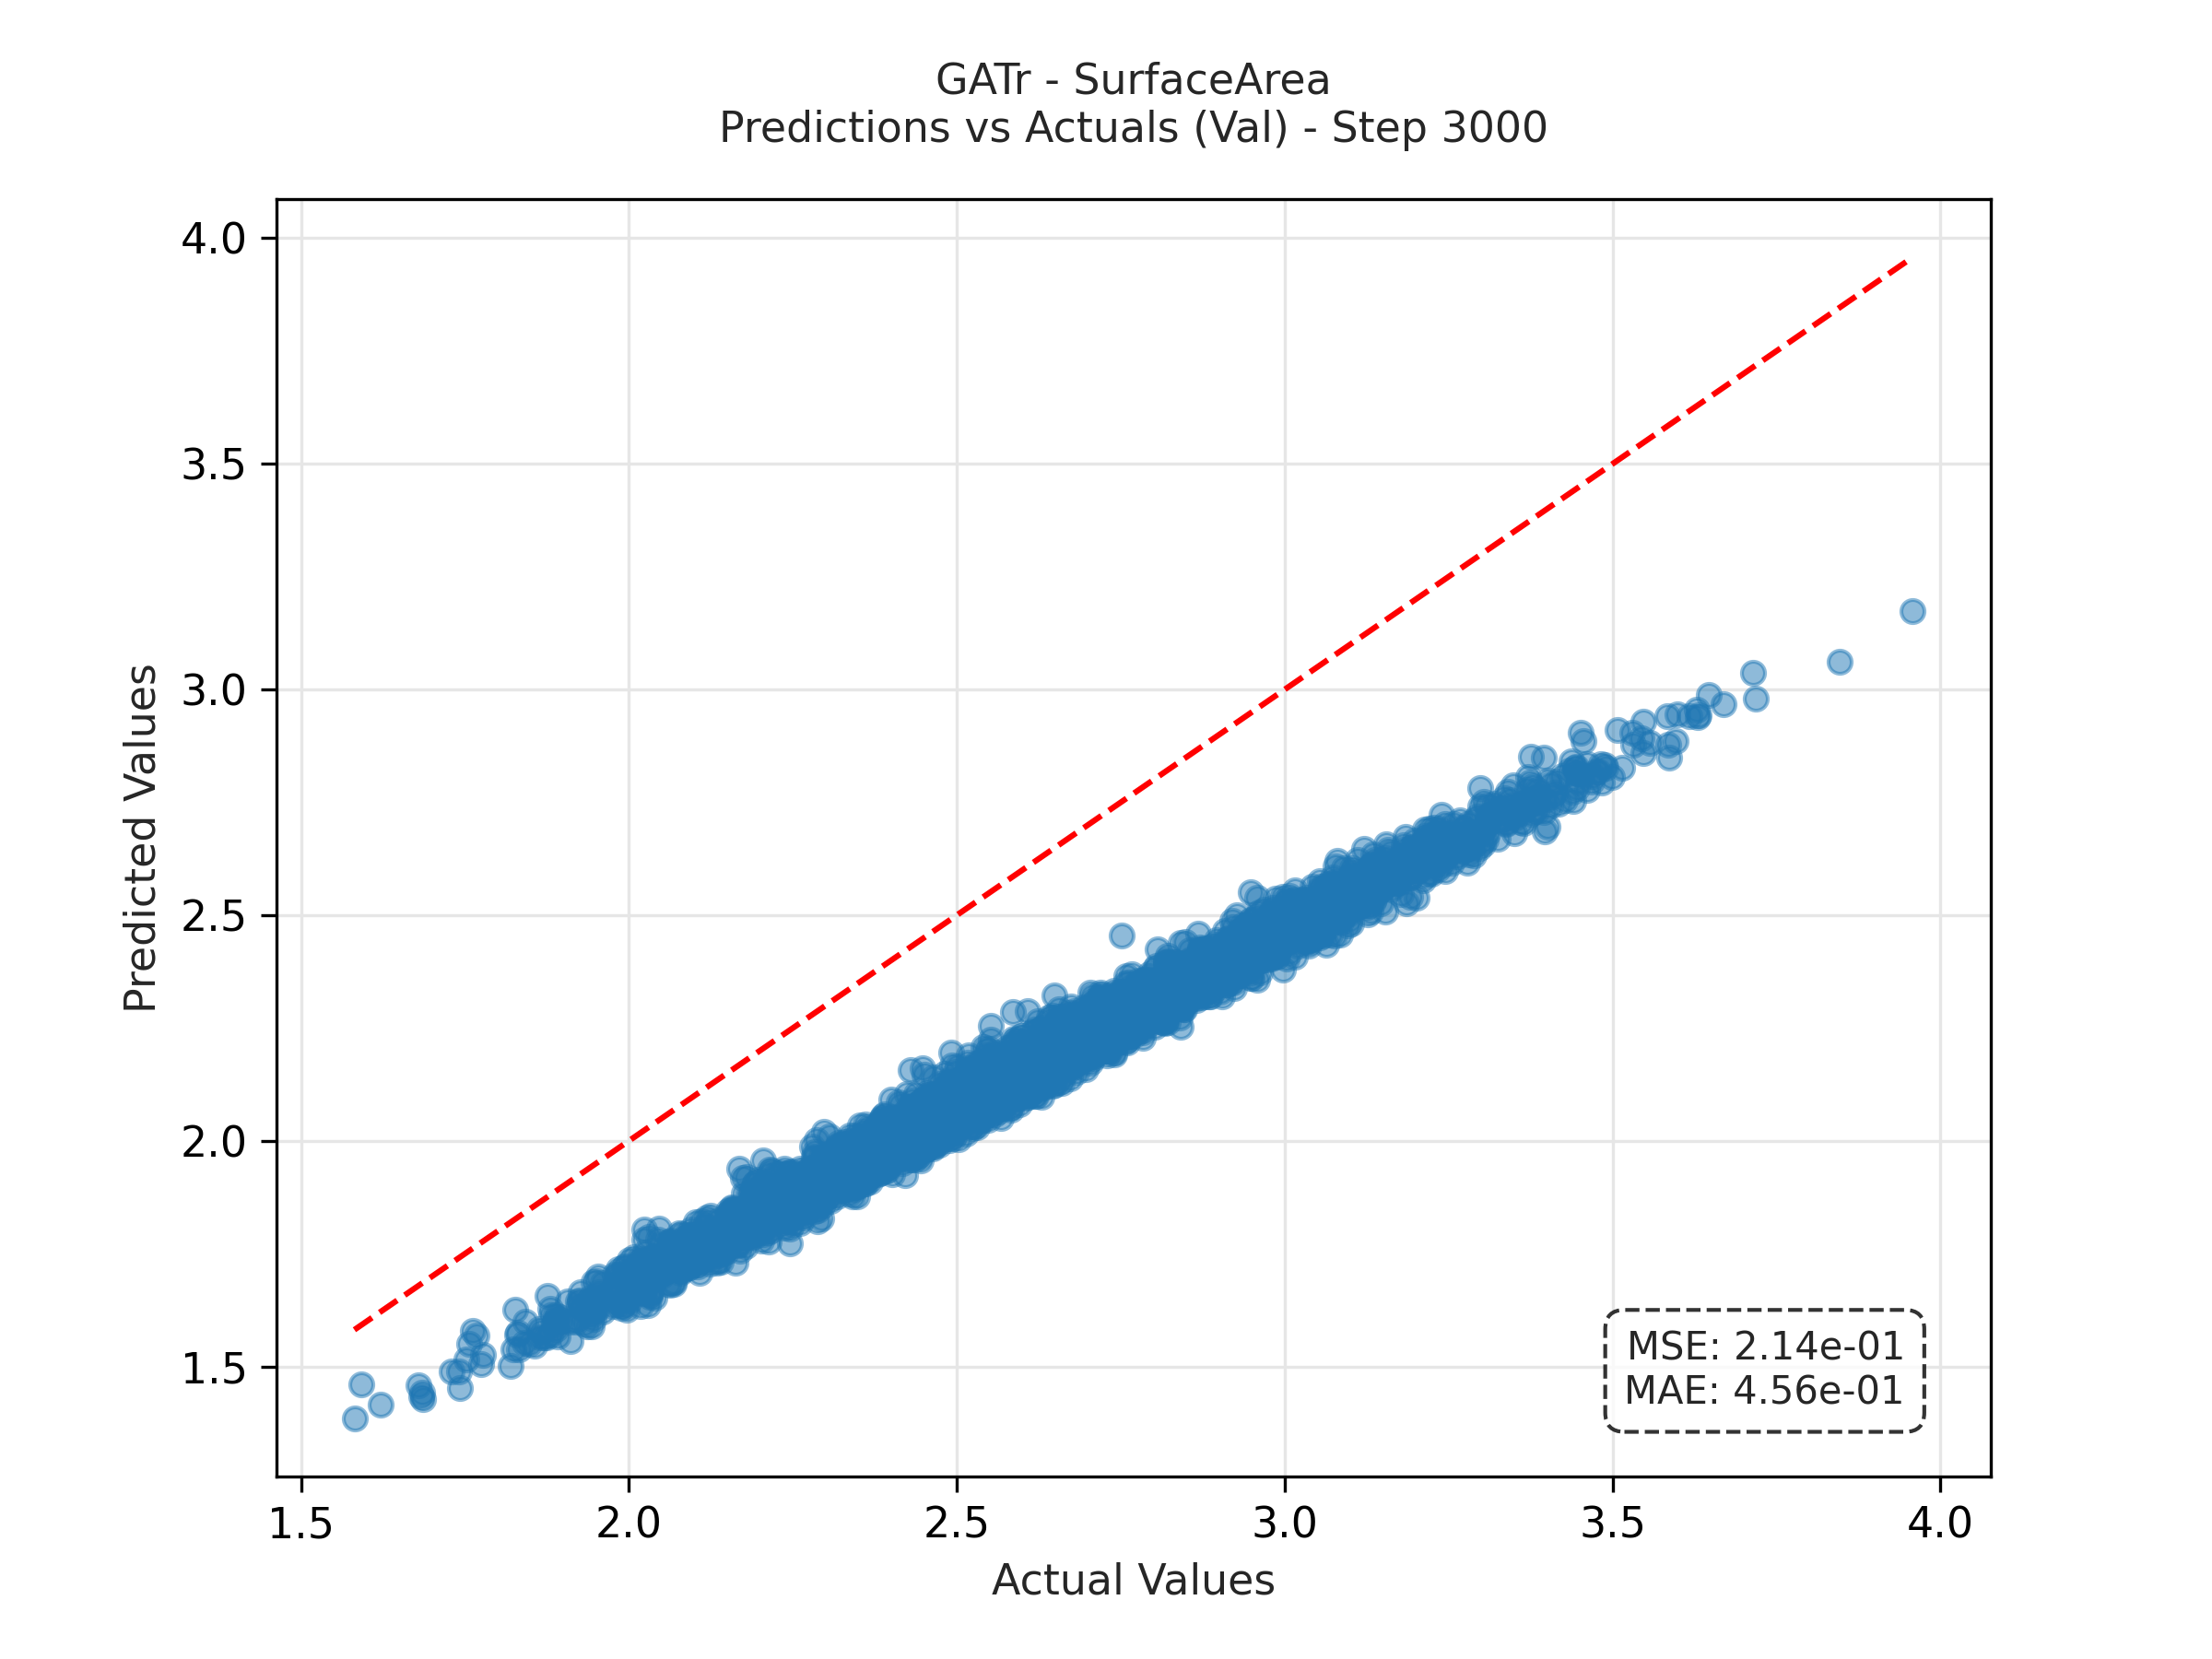 GATr - SurfaceArea
Predictions vs Actuals (Val) - Step 3000
4.0
3.5
3.0
2.5
2.0
1.5
Predicted Values
MSE: 2.14e-01
MAE: 4.56e-01
1.5 2.0 2.5 3.0 3.5 4.0
Actual Values